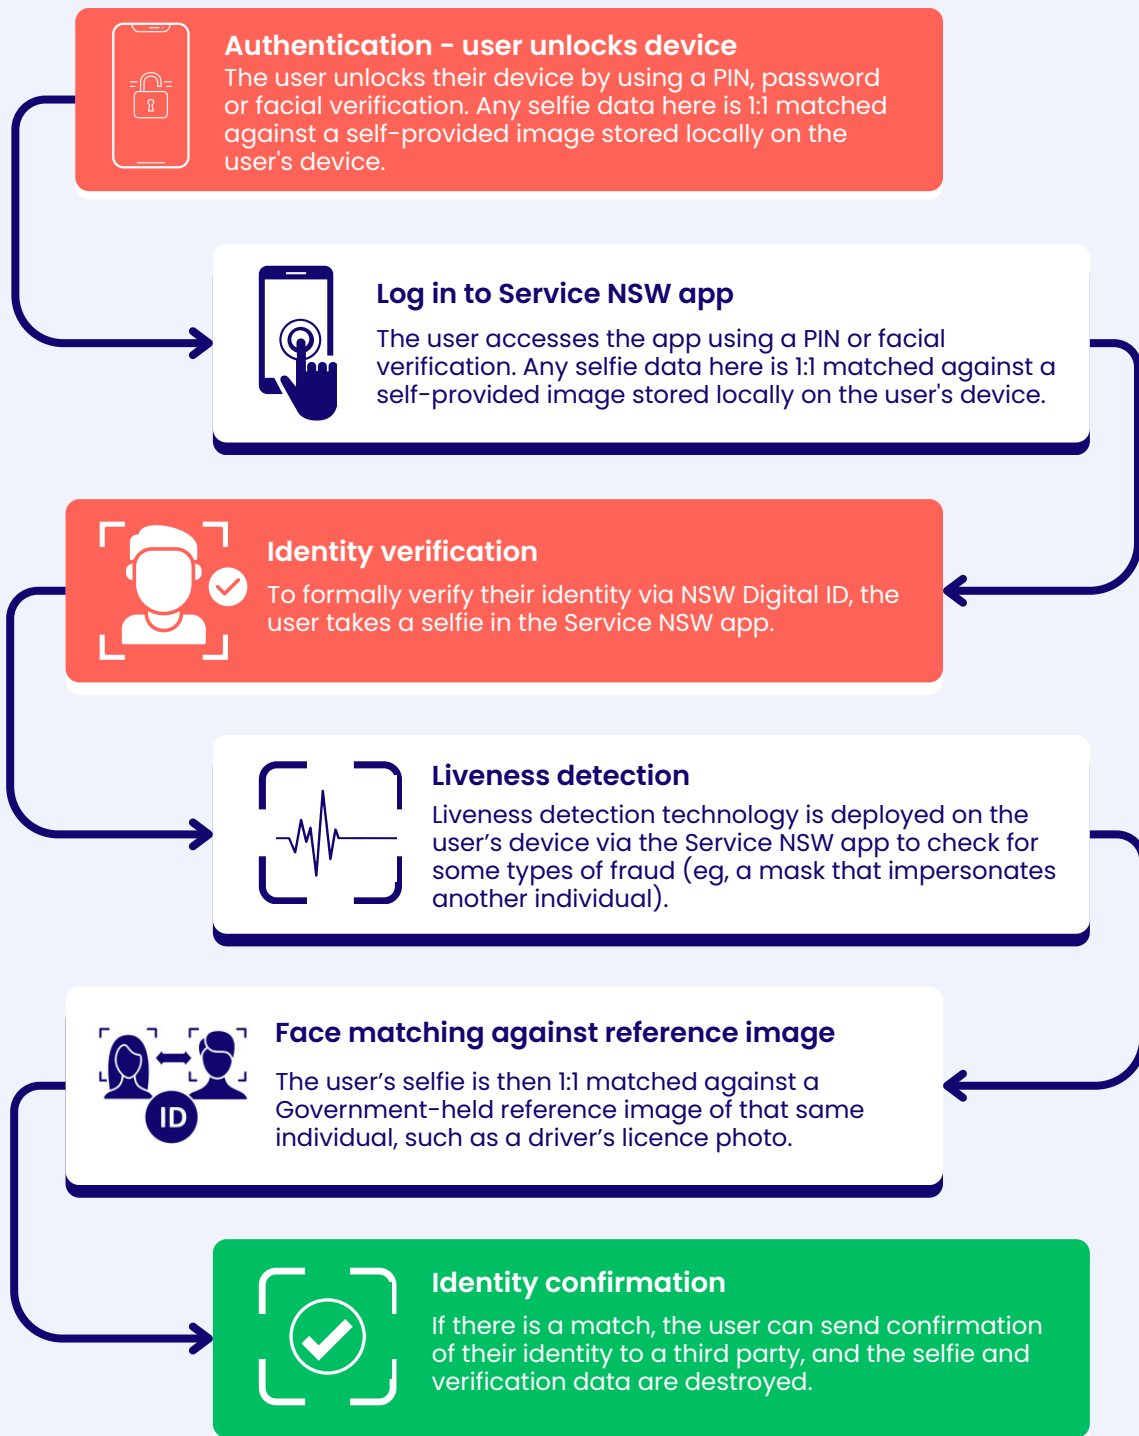 Authentication - user unlocks device
The user unlocks their device by using a PIN, password
or facial verification. Any selfie data here is 1:1 matched
against a self-provided image stored locally on the
user's device.
Log in to Service NSW app
The user accesses the app using a PIN or facial
verification. Any selfie data here is 1:1 matched against a
self-provided image stored locally on the user's device.
Identity verification
To formally verify their identity via NSW Digital ID, the
user takes a selfie in the Service NSW app.
Liveness detection
Liveness detection technology is deployed on the
user’s device via the Service NSW app to check for
some types of fraud (eg, a mask that impersonates
another individual).
Face matching against reference image
The user’s selfie is then 1:1 matched against a
Government-held reference image of that same
individual, such as a driver’s licence photo.
ID
Identity confirmation
If there is a match, the user can send confirmation
of their identity to a third party, and the selfie and
verification data are destroyed.